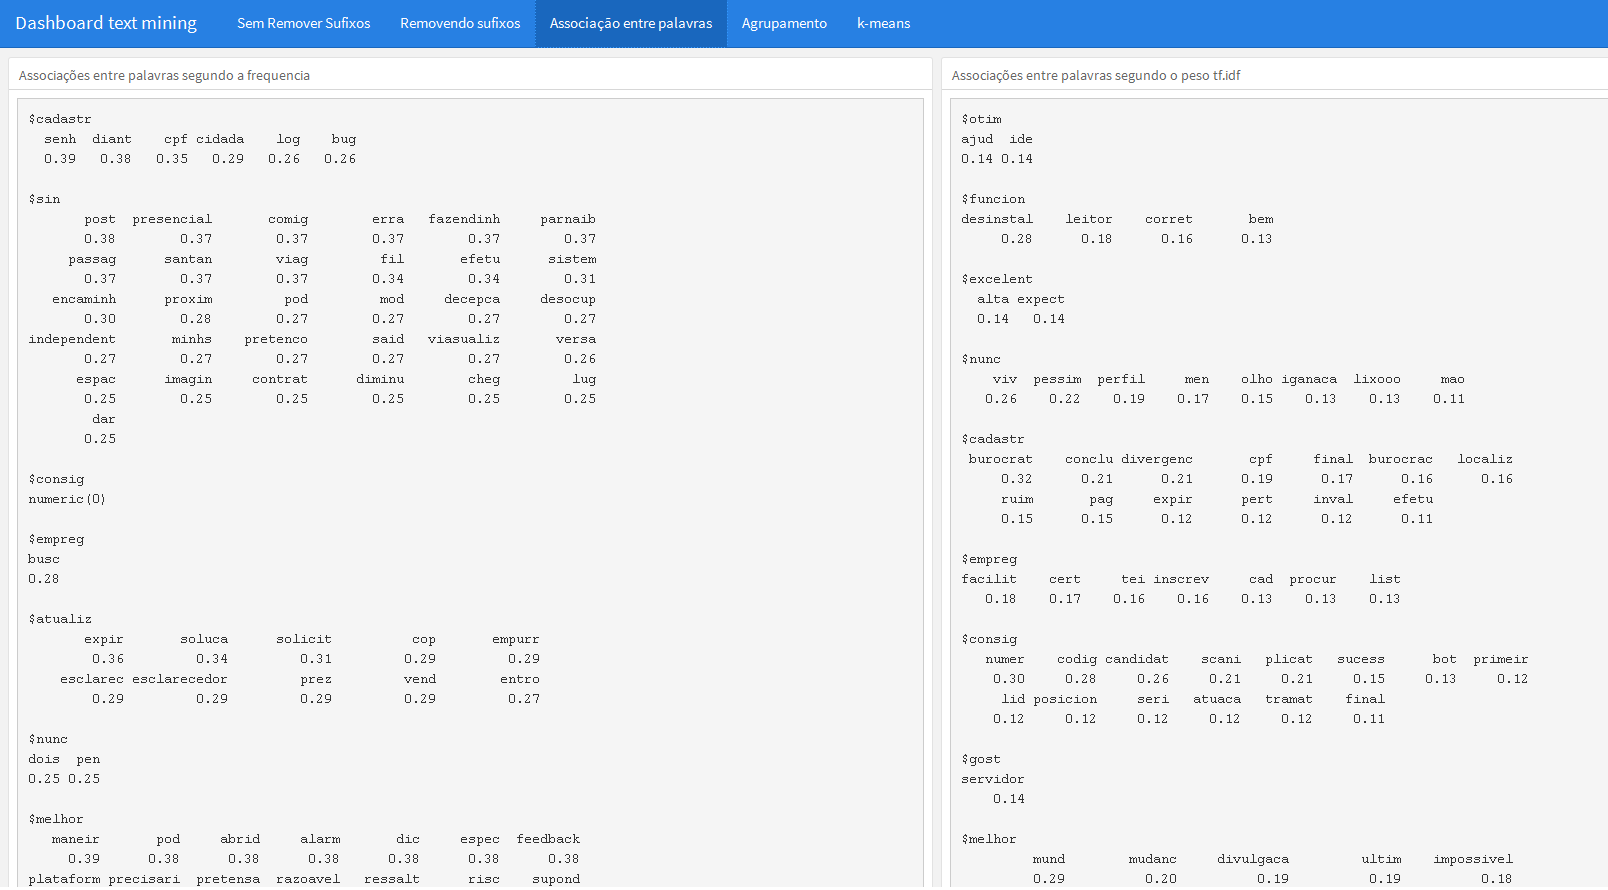 Dashboard text mining Sem Remover Sufixos Removendo sufixos Associação entre palavras Agrupamento k-means
Associações entre palavras segundo a frequencia
$cadastr
senh diant cpf cidada log bug
0.39 0.38 0.35 0.29 0.26 0.26
$sin
post presencial comig erra fazendinh parnaib
0.38 0.37 0.37 0.37 0.37 0.37
passag santan viag fil efetu sistem
0.37 0.37 0.37 0.34 0.34 0.31
encaminh proxim pod mod decepca desocup
0.30 0.28 0.27 0.27 0.27 0.27
independent minhs pretenco said viasualiz versa
0.27 0.27 0.27 0.27 0.27 0.26
espac imagin contrat diminu cheg lug
0.25 0.25 0.25 0.25 0.25 0.25
dar
0.25
$consig
numeric(0)
$empreg
busc
0.28
$atualiz
expir soluca solicit cop empurr
0.36 0.34 0.31 0.29 0.29
esclarec esclarecedor prez vend entro
0.29 0.29 0.29 0.29 0.27
$nunc
dois pen
0.25 0.25
$melhor
maneir pod abrid alarm dic espec feedback
0.39 0.38 0.38 0.38 0.38 0.38 0.38
plataform precisari pretensa razoavel ressalt risc supond
Associações entre palavras segundo o peso tf.idf
$otim
ajud ide
0.14 0.14
$funcion
desinstal leitor corret bem
0.28 0.18 0.16 0.13
$excelent
alta expect
0.14 0.14
$nunc
viv pessim perfil men olho iganaca lixooo mao
0.26 0.22 0.19 0.17 0.15 0.13 0.13 0.11
$cadastr
burocrat conclu divergenc cpf final burocrac localiz
0.32 0.21 0.21 0.19 0.17 0.16 0.16
ruim pag expir pert inval efetu
0.15 0.15 0.12 0.12 0.12 0.11
$empreg
facilit cert tei inscrev cad procur list
0.18 0.17 0.16 0.16 0.13 0.13 0.13
$consig
numer codig candidat scani plicat sucess bot primeir
0.30 0.28 0.26 0.21 0.21 0.15 0.13 0.12
lid posicion seri atuaca tramat final
0.12 0.12 0.12 0.12 0.12 0.11
$gost
servidor
0.14
$melhor
mund mudanc divulgaca ultim impossivel
0.29 0.20 0.19 0.19 0.18